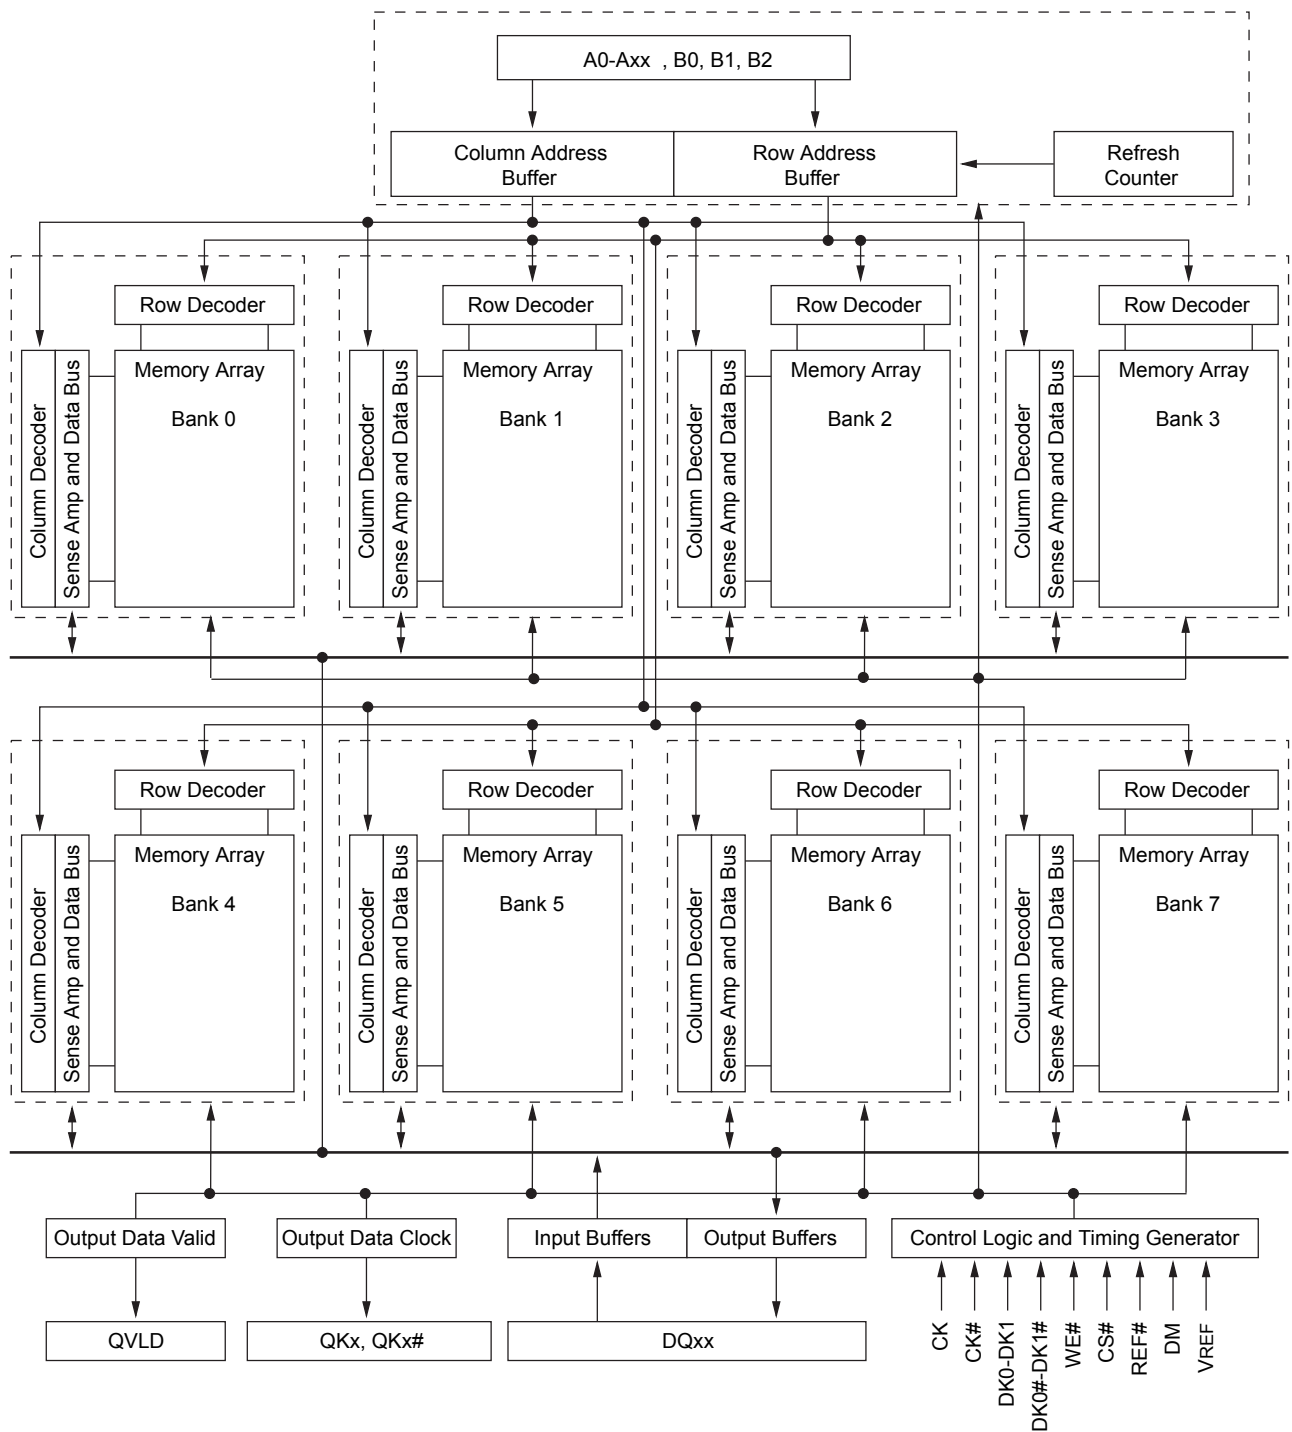 A0-Axx , B0, B1, B2
Column Address
Buffer
Row Address
Buffer
Refresh
Counter
Row Decoder
Row Decoder
Row Decoder
Row Decoder
Column Decoder
Sense Amp and Data Bus
Memory Array
Bank 0
Column Decoder
Sense Amp and Data Bus
Memory Array
Bank 1
Column Decoder
Sense Amp and Data Bus
Memory Array
Bank 2
Column Decoder
Sense Amp and Data Bus
Memory Array
Bank 3
Row Decoder
Row Decoder
Row Decoder
Row Decoder
Column Decoder
Sense Amp and Data Bus
Memory Array
Bank 4
Column Decoder
Sense Amp and Data Bus
Memory Array
Bank 5
Column Decoder
Sense Amp and Data Bus
Memory Array
Bank 6
Column Decoder
Sense Amp and Data Bus
Memory Array
Bank 7
Output Data Valid
Output Data Clock
Input Buffers
Output Buffers
Control Logic and Timing Generator
QVLD
QKx, QKx#
DQxx
CK
CK#
DK0-DK1
DK0#-DK1#
WE#
CS#
REF#
DM
VREF